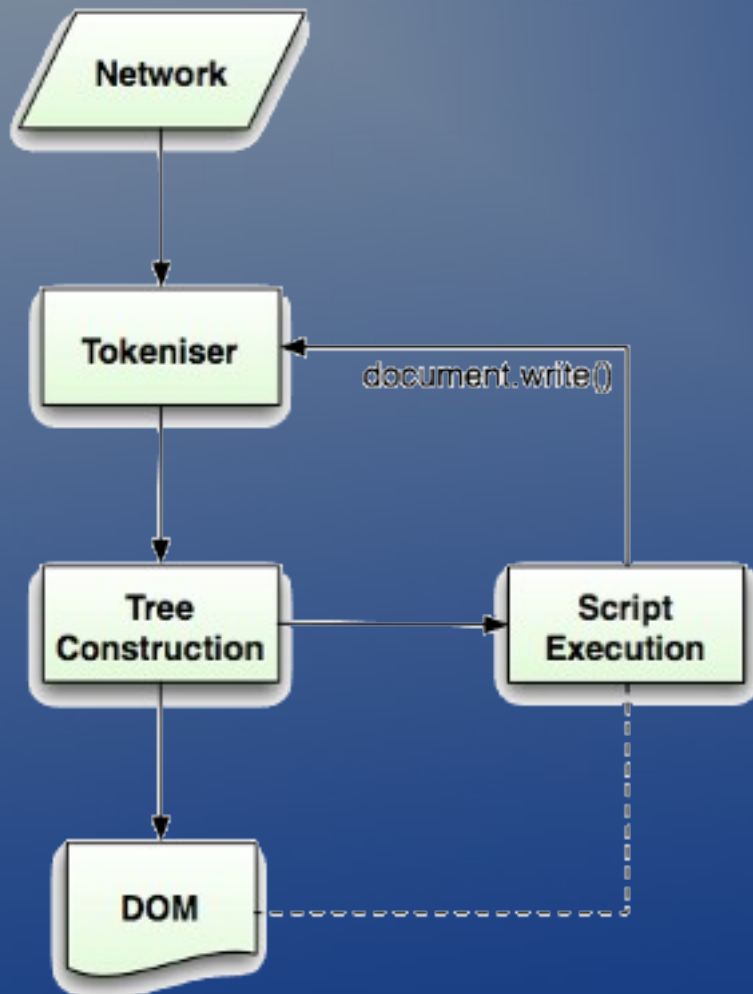 Network
Tokeniser
document.write()
Tree
Construction
Script
Execution
DOM